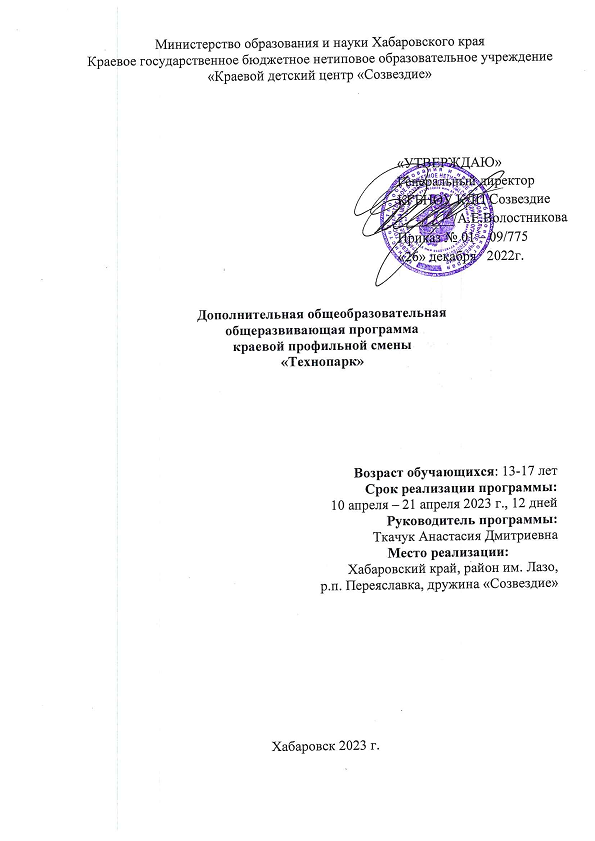 Министерство образования и науки Хабаровского края
Краевое государственное бюджетное нетиповое образовательное учреждение
«Краевой детский центр «Созвездие»
«УТВЕРЖДАЮ»
Генеральный директор
КГБНОУ КДЦ Созвездие
А.Е.Волостникова
Приказ № 01 09/775
«26» декабря 2022г.
Дополнительная общеобразовательная
общеразвивающая программа
краевой профильной смены
«Технопарк»
Возраст обучающихся: 13-17 лет
Срок реализации программы:
10 апреля – 21 апреля 2023 г., 12 дней
Руководитель программы:
Ткачук Анастасия Дмитриевна
Место реализации:
Хабаровский край, район им. Лазо,
р.п. Переяславка, дружина «Созвездие»
Хабаровск 2023 г.